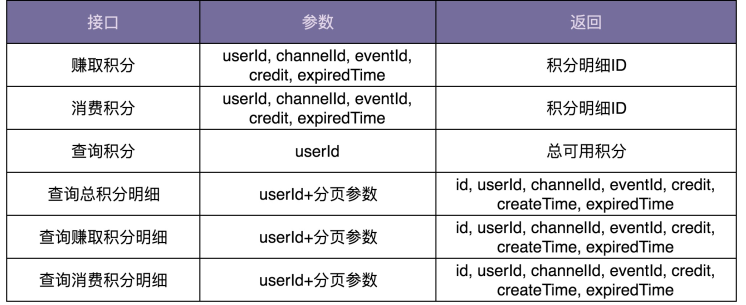 接口 参数 返回
赚取积分 userId, channelId, eventId, credit, expiredTime 积分明细ID
消费积分 userId, channelId, eventId, credit, expiredTime 积分明细ID
查询积分 userId 总可用积分
查询总积分明细 userId+分页参数 id, userId, channelId, eventId, credit, createTime, expiredTime
查询赚取积分明细 userId+分页参数 id, userId, channelId, eventId, credit, createTime, expiredTime
查询消费积分明细 userId+分页参数 id, userId, channelId, eventId, credit, createTime, expiredTime